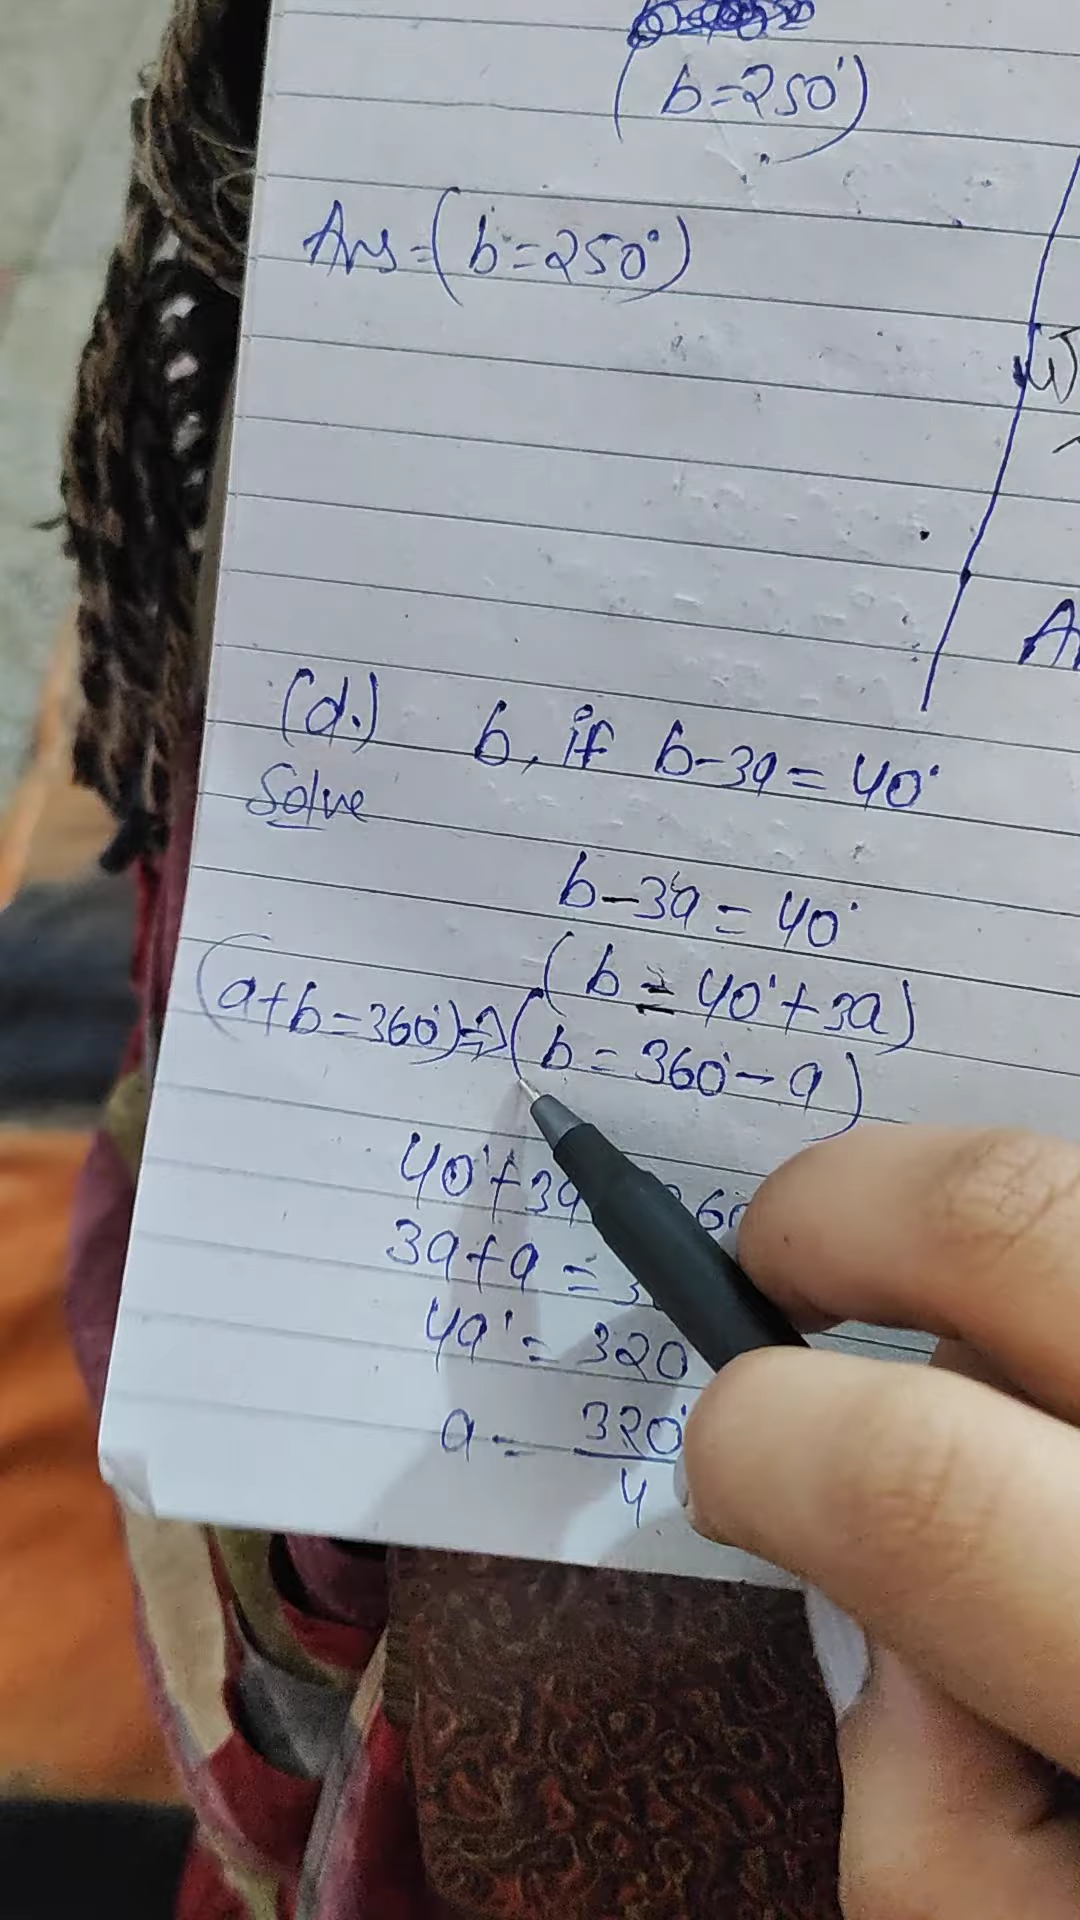 (b=250°)
Ans=(b=250°)
(d.) b, if b-3a=40°
Solve
b-3a=40°
(b=40°+3a)
(a+b=360°)⇒(b=360°-a)
40°+3a
3a+a=
4a°=320
a=320°/4